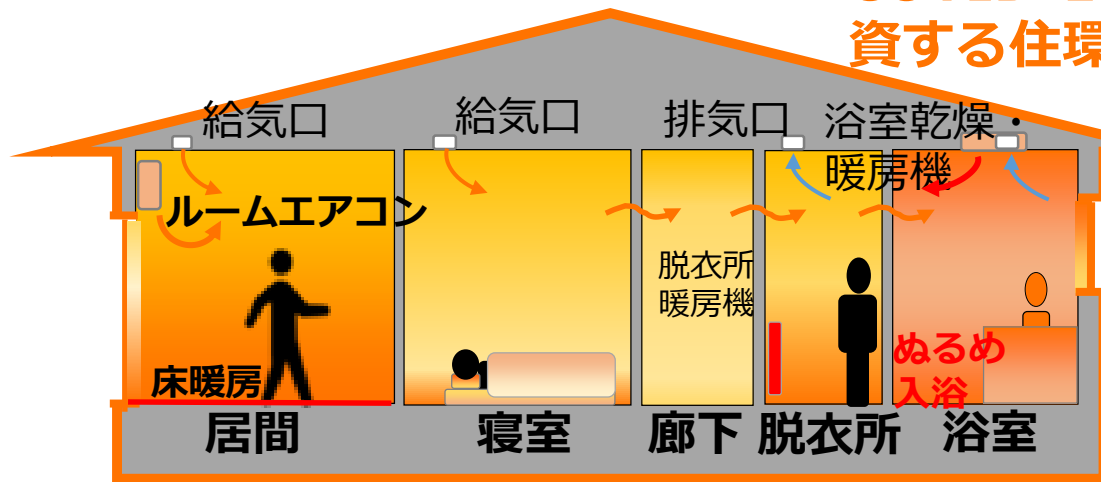 資する住環
給気口
給気口
排気口
浴室乾燥・
暖房機
ルームエアコン
脱衣所
暖房機
ぬるめ
入浴
床暖房
居間
寝室
廊下
脱衣所
浴室